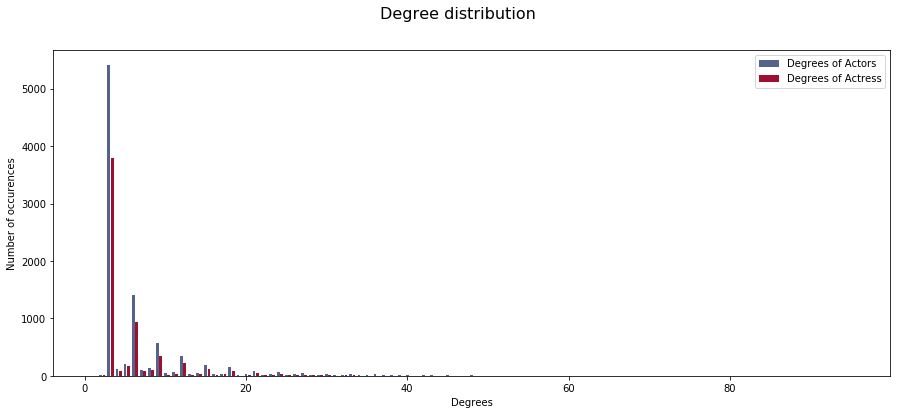 Degree distribution
Degrees of Actors
Degrees of Actress
Number of occurences
5000
4000
3000
2000
1000
0
0 20 40 60 80
Degrees